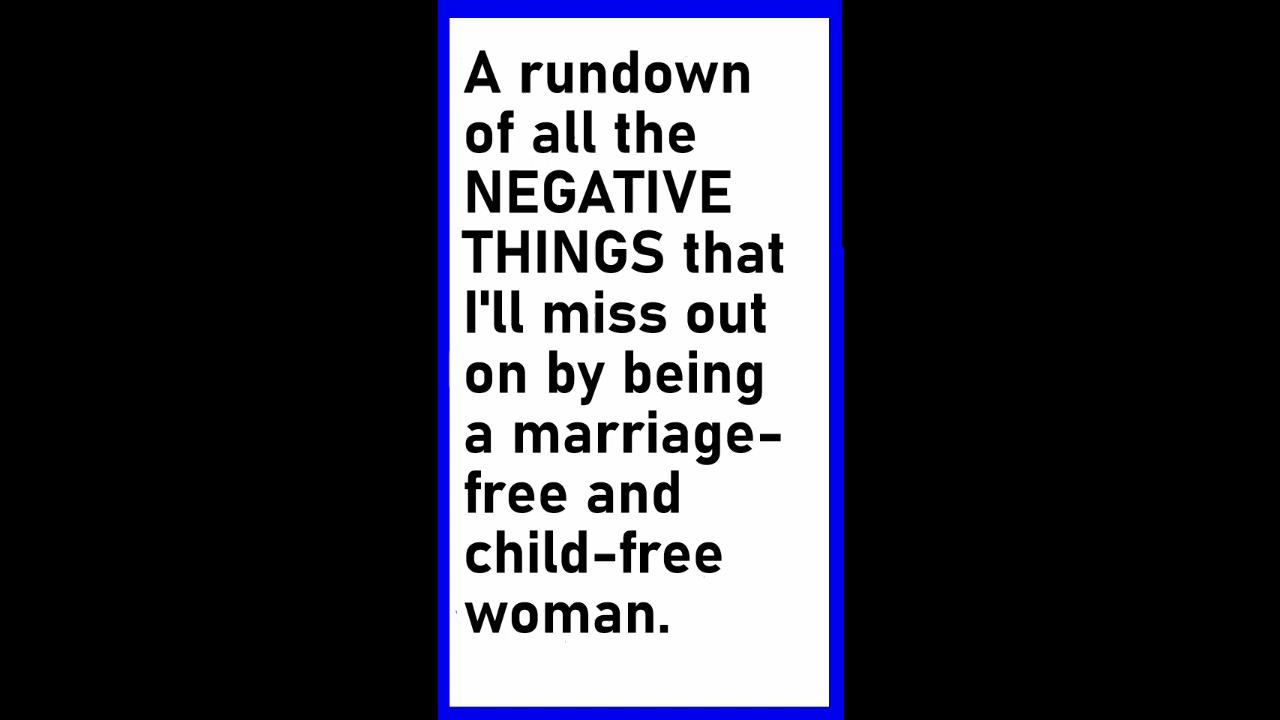 A rundown
of all the
NEGATIVE
THINGS that
I'll miss out
on by being
a marriage-
free and
child-free
woman.